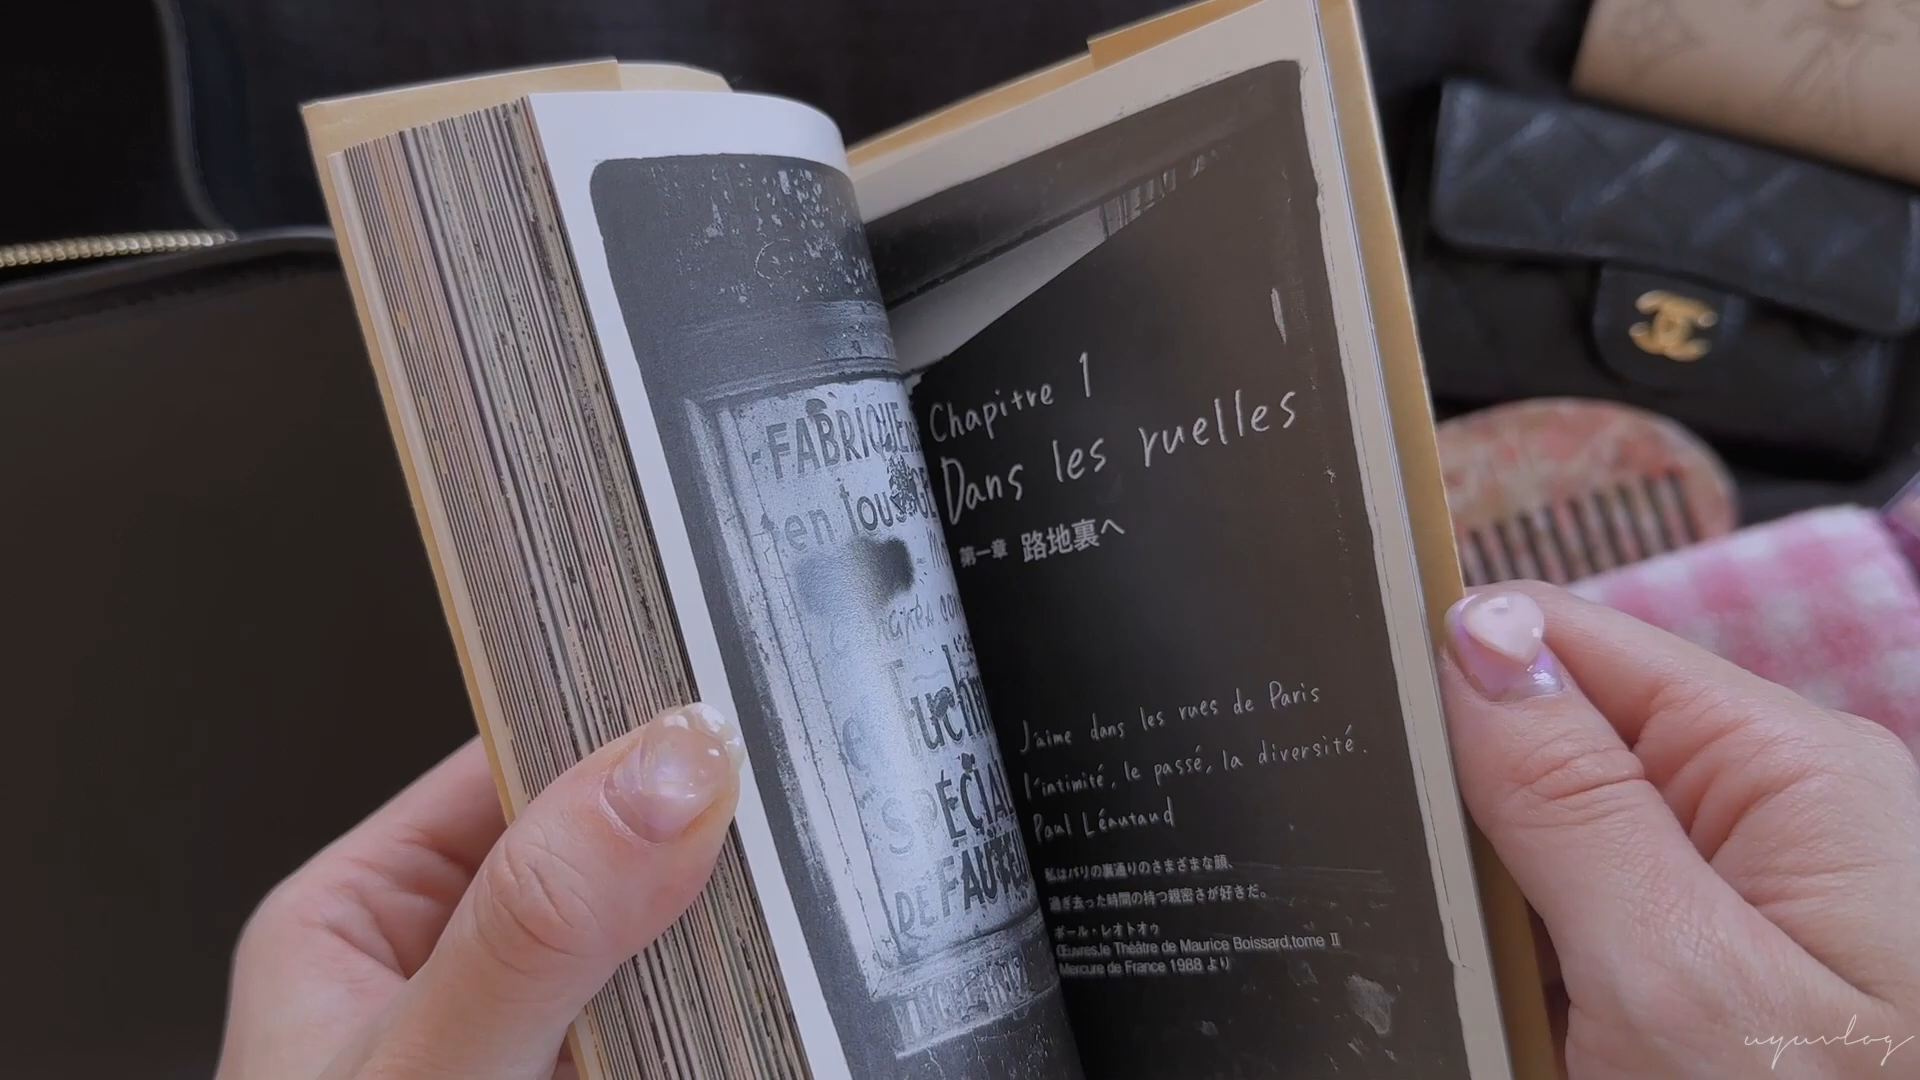 FABRIQUE
en tous
SPÉCIAL
DE FAUTEU
Chapitre 1
Dans les ruelles
第一章 路地裏へ
J'aime dans les rues de Paris
l'intimité, le passé, la diversité.
Paul Léautaud
私はパリの裏通りのさまざまな顔、
過ぎ去った時間の持つ親密さが好きだ。
ポール・レオトオゥ
Œuvres,le Théâtre de Maurice Boissard,tome Ⅱ
Mercure de France 1988 より
uyuvlog